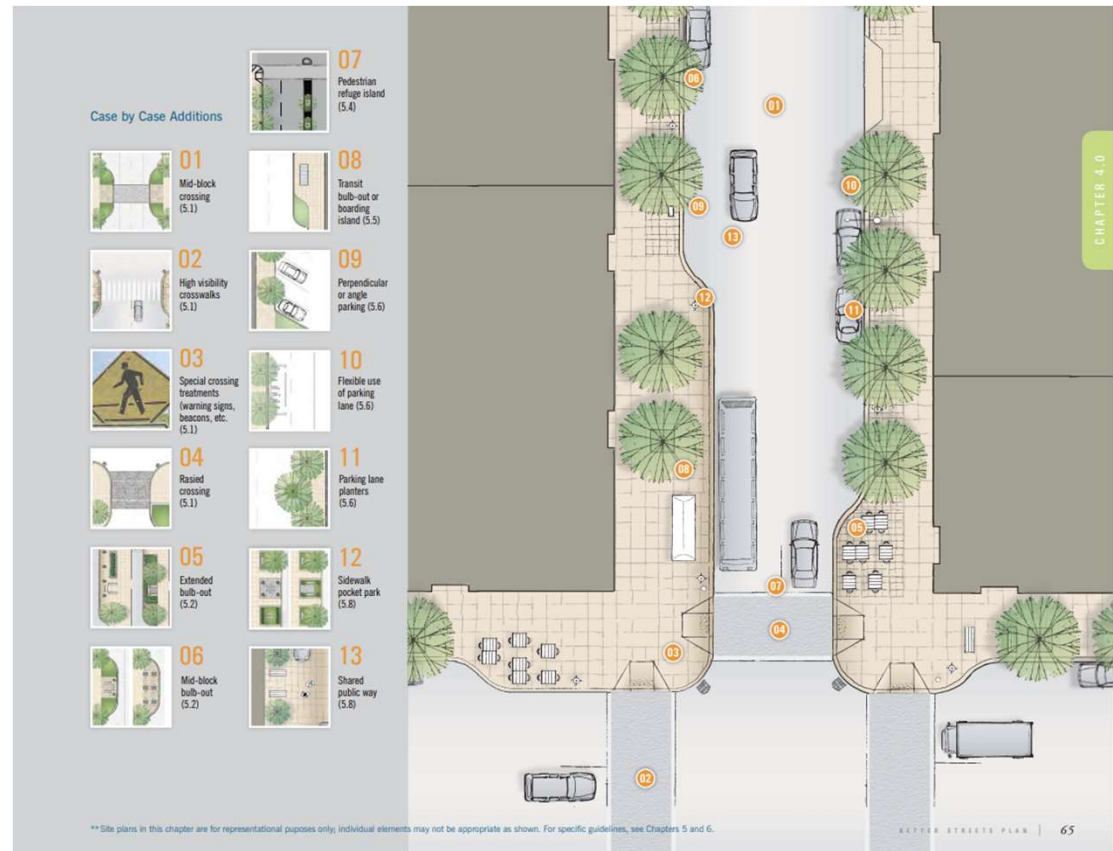 Case by Case Additions
01
Mid-block
crossing
(5.1)
02
High visibility
crosswalks
(5.1)
03
Special crossing
treatments
(warning signs,
beacons, etc.
(5.1)
04
Rasied
crossing
(5.1)
05
Extended
bulb-out
(5.2)
06
Mid-block
bulb-out
(5.2)
07
Pedestrian
refuge island
(5.4)
08
Transit
bulb-out or
boarding
island (5.5)
09
Perpendicular
or angle
parking (5.6)
10
Flexible use
of parking
lane (5.6)
11
Parking lane
planters
(5.6)
12
Sidewalk
pocket park
(5.8)
13
Shared
public way
(5.8)
06
01
10
09
13
12
11
08
05
07
04
03
02
CHAPTER 4.0
**Site plans in this chapter are for representational puposes only; individual elements may not be appropriate as shown. For specific guidelines, see Chapters 5 and 6.
BETTER STREETS PLAN | 65